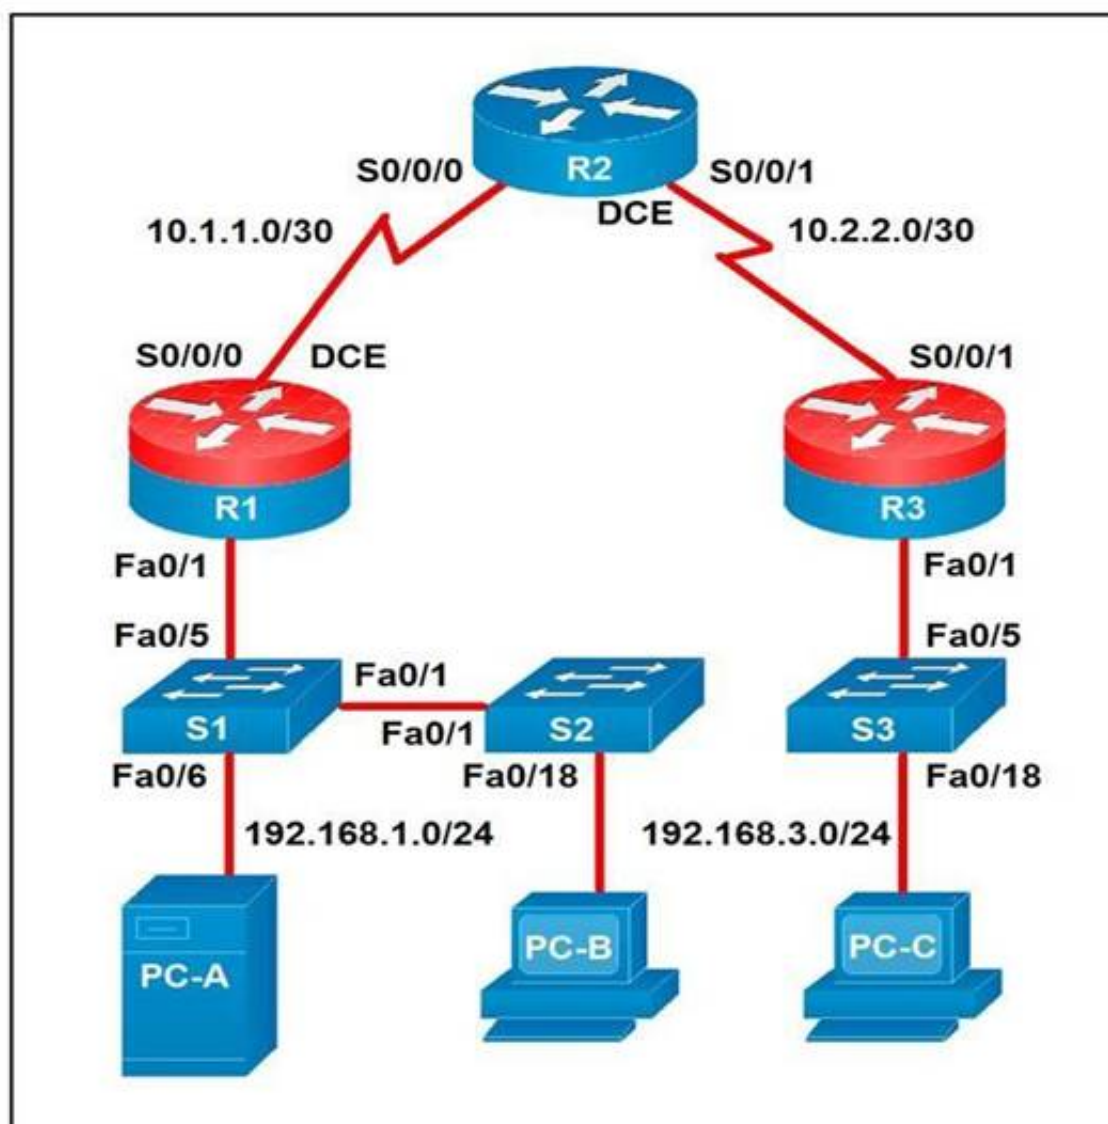 R2
S0/0/0
S0/0/1
DCE
10.1.1.0/30
10.2.2.0/30
S0/0/0
DCE
S0/0/1
R1
R3
Fa0/1
Fa0/1
Fa0/5
Fa0/5
Fa0/1
S1
Fa0/1
S2
S3
Fa0/6
Fa0/18
Fa0/18
192.168.1.0/24
192.168.3.0/24
PC-A
PC-B
PC-C